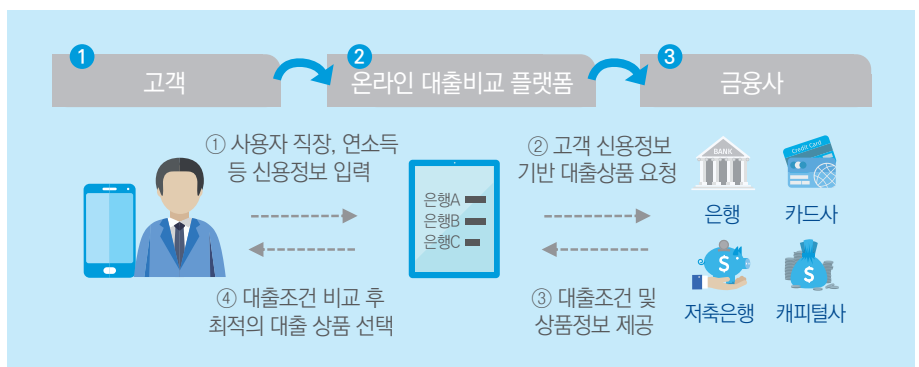 1
고객
2
온라인 대출비교 플랫폼
3
금융사
① 사용자 직장, 연소득
등 신용정보 입력
② 고객 신용정보
기반 대출상품 요청
은행A
은행B
은행C
④ 대출조건 비교 후
최적의 대출 상품 선택
③ 대출조건 및
상품정보 제공
BANK
은행
Credit Card
카드사
$
저축은행
$
캐피털사